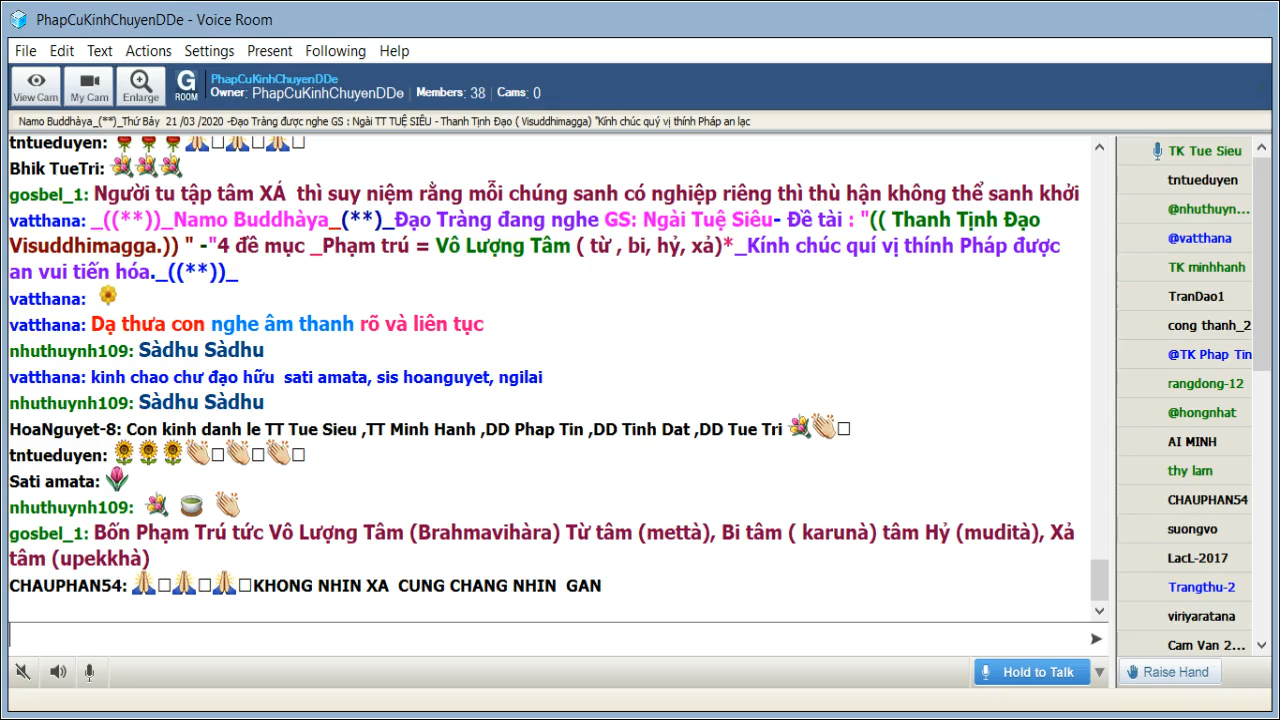 PhapCuKinhChuyenDDe - Voice Room
File Edit Text Actions Settings Present Following Help
View Cam My Cam Enlarge G ROOM
PhapCuKinhChuyenDDe
Owner: PhapCuKinhChuyenDDe Members: 38 Cams: 0
Namo Buddhàya_(**)_Thứ Bảy 21 /03 /2020 -Đạo Tràng được nghe GS : Ngài TT TUỆ SIÊU - Thanh Tịnh Đạo ( Visuddhimagga) "Kính chúc quý vị thính Pháp an lạc
tntueduyen:
Bhik TueTri:
gosbel_1: Người tu tập tâm XÁ thì suy niệm rằng mỗi chúng sanh có nghiệp riêng thì thù hận không thể sanh khởi
vatthana: _((**))_Namo Buddhàya_(**)_Đạo Tràng đang nghe GS: Ngài Tuệ Siêu- Đề tài : "(( Thanh Tịnh Đạo
Visuddhimagga.)) " -"4 đề mục _Phạm trú = Vô Lượng Tâm ( từ , bi, hỷ, xả)*_Kính chúc quí vị thính Pháp được
an vui tiến hóa._((**))_
vatthana:
vatthana: Dạ thưa con nghe âm thanh rõ và liên tục
nhuthuynh109: Sàdhu Sàdhu
vatthana: kinh chao chư đạo hữu sati amata, sis hoanguyet, ngilai
nhuthuynh109: Sàdhu Sàdhu
HoaNguyet-8: Con kinh danh le TT Tue Sieu ,TT Minh Hanh ,DD Phap Tin ,DD Tinh Dat ,DD Tue Tri
tntueduyen:
Sati amata:
nhuthuynh109:
gosbel_1: Bốn Phạm Trú tức Vô Lượng Tâm (Brahmavihàra) Từ tâm (mettà), Bi tâm ( karunà) tâm Hỷ (mudità), Xả
tâm (upekkhà)
CHAUPHAN54: KHONG NHIN XA CUNG CHANG NHIN GAN
TK Tue Sieu
tntueduyen
@nhuthuyn...
@vatthana
TK minhhanh
TranDao1
cong thanh_2
@TK Phap Tin
rangdong-12
@hongnhat
AI MINH
thy lam
CHAUPHAN54
suongvo
LacL-2017
Trangthu-2
viriyaratana
Cam Van 2...
Hold to Talk
Raise Hand